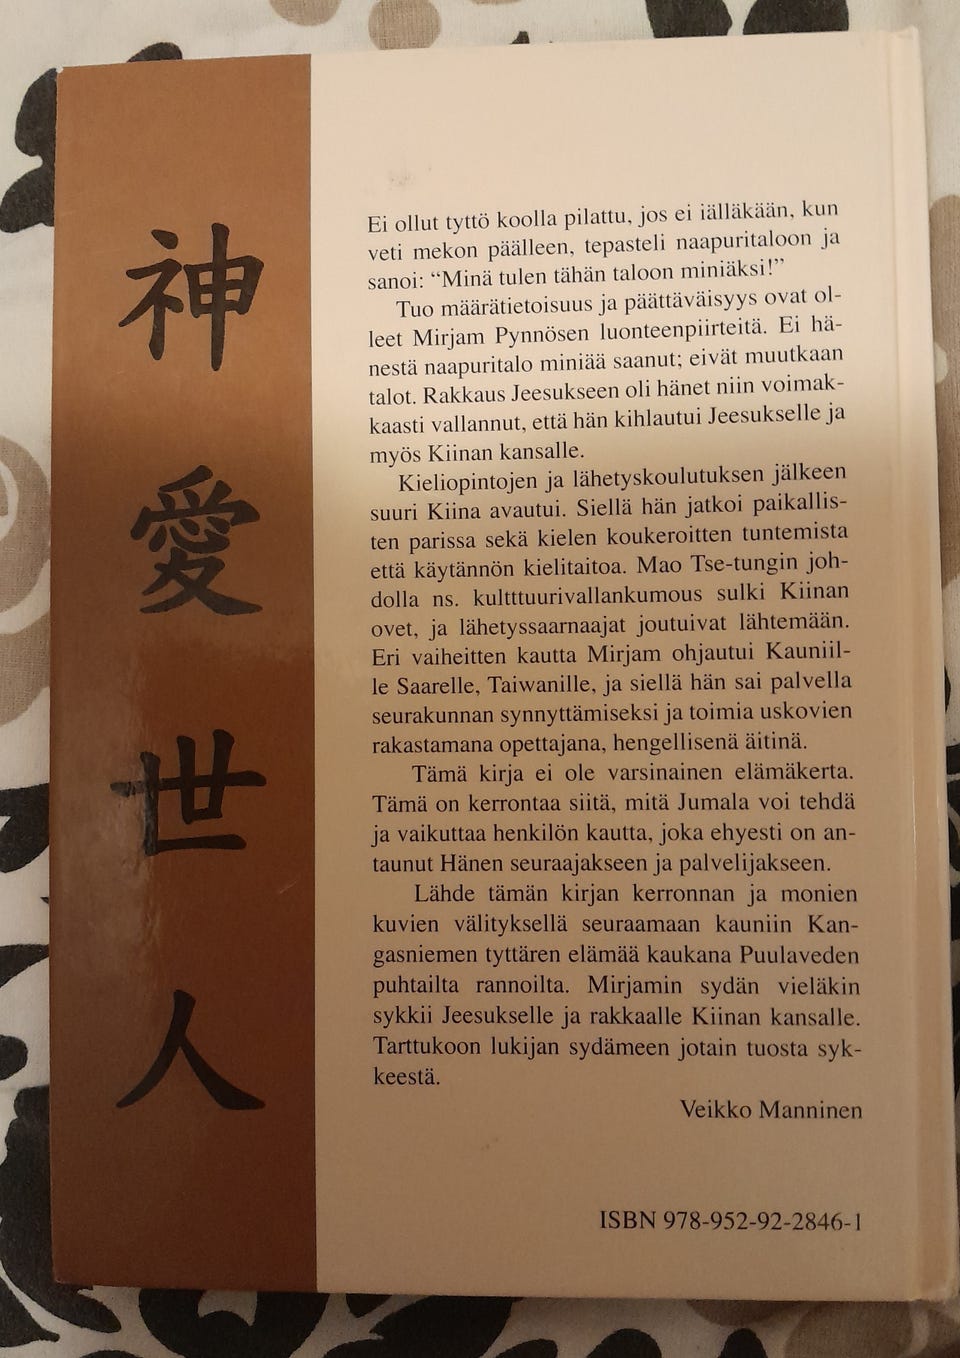 神
愛
世
人
Ei ollut tyttö koolla pilattu, jos ei iälläkään, kun
veti mekon päälleen, tepasteli naapuritaloon ja
sanoi: “Minä tulen tähän taloon miniäksi!”
Tuo määrätietoisuus ja päättäväisyys ovat ol-
leet Mirjam Pynnösen luonteenpiirteitä. Ei hä-
nestä naapuritalo miniää saanut; eivät muutkaan
talot. Rakkaus Jeesukseen oli hänet niin voimak-
kaasti vallannut, että hän kihlautui Jeesukselle ja
myös Kiinan kansalle.
Kieliopintojen ja lähetyskoulutuksen jälkeen
suuri Kiina avautui. Siellä hän jatkoi paikallis-
ten parissa sekä kielen koukeroitten tuntemista
että käytännön kielitaitoa. Mao Tse-tungin joh-
dolla ns. kultttuurivallankumous sulki Kiinan
ovet, ja lähetyssaarnaajat joutuivat lähtemään.
Eri vaiheitten kautta Mirjam ohjautui Kauniil-
le Saarelle, Taiwanille, ja siellä hän sai palvella
seurakunnan synnyttämiseksi ja toimia uskovien
rakastamana opettajana, hengellisenä äitinä.
Tämä kirja ei ole varsinainen elämäkerta.
Tämä on kerrontaa siitä, mitä Jumala voi tehdä
ja vaikuttaa henkilön kautta, joka ehyesti on an-
taunut Hänen seuraajakseen ja palvelijakseen.
Lähde tämän kirjan kerronnan ja monien
kuvien välityksellä seuraamaan kauniin Kan-
gasniemen tyttären elämää kaukana Puulaveden
puhtailta rannoilta. Mirjamin sydän vieläkin
sykkii Jeesukselle ja rakkaalle Kiinan kansalle.
Tarttukoon lukijan sydämeen jotain tuosta syk-
keestä.
Veikko Manninen
ISBN 978-952-92-2846-1